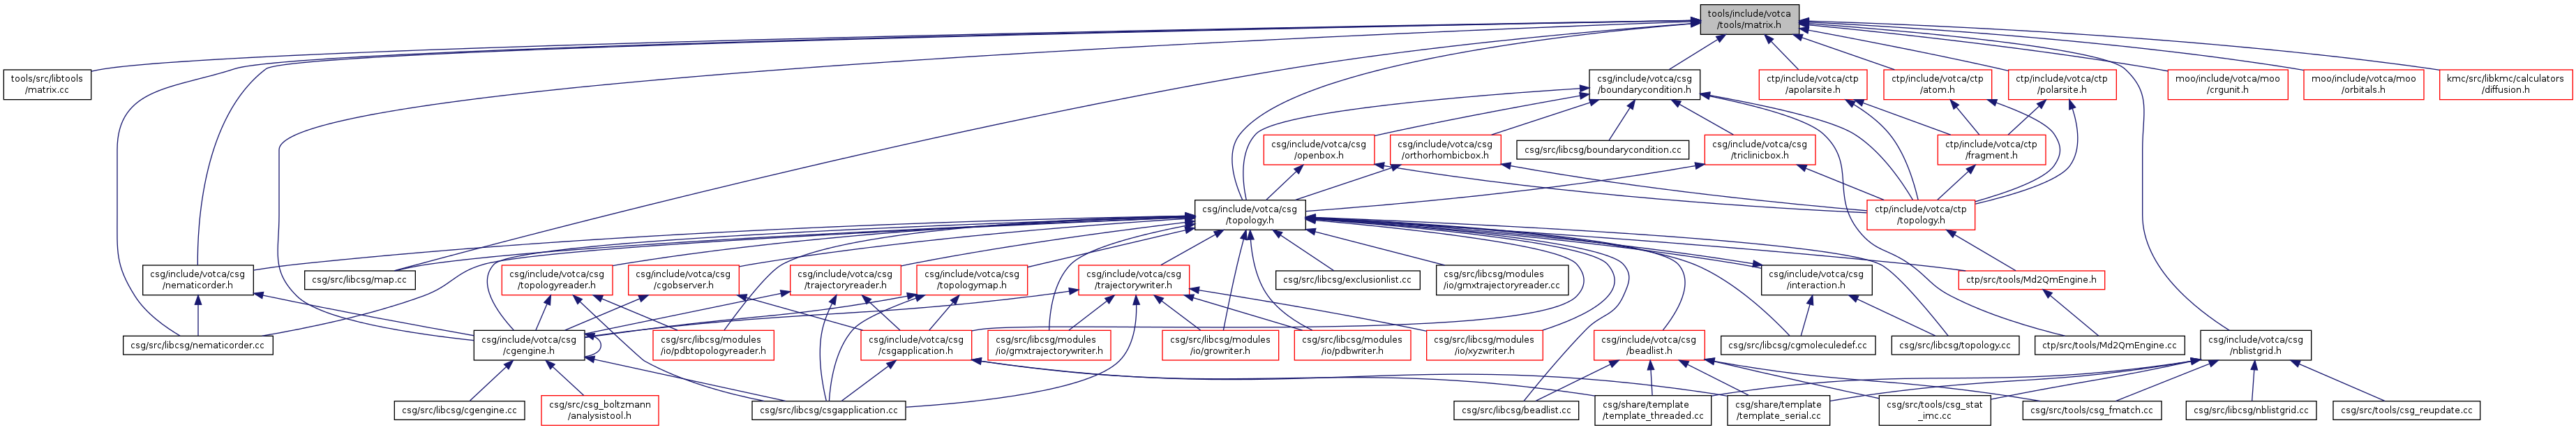 tools/include/votca
/tools/matrix.h
tools/src/libtools
/matrix.cc
csg/include/votca/csg
/boundarycondition.h
ctp/include/votca/ctp
/apolarsite.h
ctp/include/votca/ctp
/atom.h
ctp/include/votca/ctp
/polarsite.h
moo/include/votca/moo
/crgunit.h
moo/include/votca/moo
/orbitals.h
kmc/src/libkmc/calculators
/diffusion.h
csg/include/votca/csg
/openbox.h
csg/include/votca/csg
/orthorhombicbox.h
csg/src/libcsg/boundarycondition.cc
csg/include/votca/csg
/triclinicbox.h
ctp/include/votca/ctp
/fragment.h
csg/include/votca/csg
/topology.h
ctp/include/votca/ctp
/topology.h
csg/include/votca/csg
/nematicorder.h
csg/src/libcsg/map.cc
csg/include/votca/csg
/topologyreader.h
csg/include/votca/csg
/cgobserver.h
csg/include/votca/csg
/trajectoryreader.h
csg/include/votca/csg
/topologymap.h
csg/include/votca/csg
/trajectorywriter.h
csg/src/libcsg/exclusionlist.cc
csg/src/libcsg/modules
/io/gmxtrajectoryreader.cc
csg/include/votca/csg
/interaction.h
ctp/src/tools/Md2QmEngine.h
csg/src/libcsg/nematicorder.cc
csg/include/votca/csg
/cgengine.h
csg/src/libcsg/modules
/io/pdbtopologyreader.h
csg/include/votca/csg
/csgapplication.h
csg/src/libcsg/modules
/io/gmxtrajectorywriter.h
csg/src/libcsg/modules
/io/growriter.h
csg/src/libcsg/modules
/io/pdbwriter.h
csg/src/libcsg/modules
/io/xyzwriter.h
csg/include/votca/csg
/beadlist.h
csg/src/libcsg/cgmoleculedef.cc
csg/src/libcsg/topology.cc
ctp/src/tools/Md2QmEngine.cc
csg/include/votca/csg
/nblistgrid.h
csg/src/libcsg/cgengine.cc
csg/src/csg_boltzmann
/analysistool.h
csg/src/libcsg/csgapplication.cc
csg/src/libcsg/beadlist.cc
csg/share/template
/template_threaded.cc
csg/share/template
/template_serial.cc
csg/src/tools/csg_stat
_imc.cc
csg/src/tools/csg_fmatch.cc
csg/src/libcsg/nblistgrid.cc
csg/src/tools/csg_reupdate.cc